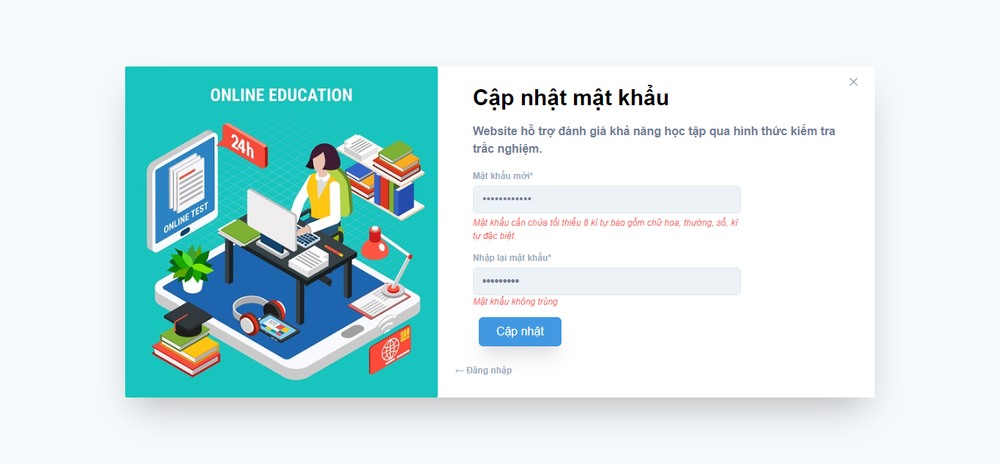 ONLINE EDUCATION
24h
ONLINE TEST
Cập nhật mật khẩu
Website hỗ trợ đánh giá khả năng học tập qua hình thức kiểm tra
trắc nghiệm.
Mật khẩu mới*
••••••••••••
Mật khẩu cần chứa tối thiểu 8 kí tự bao gồm chữ hoa, thường, số, kí
tự đặc biệt.
Nhập lại mật khẩu*
•••••••••
Mật khẩu không trùng
Cập nhật
← Đăng nhập